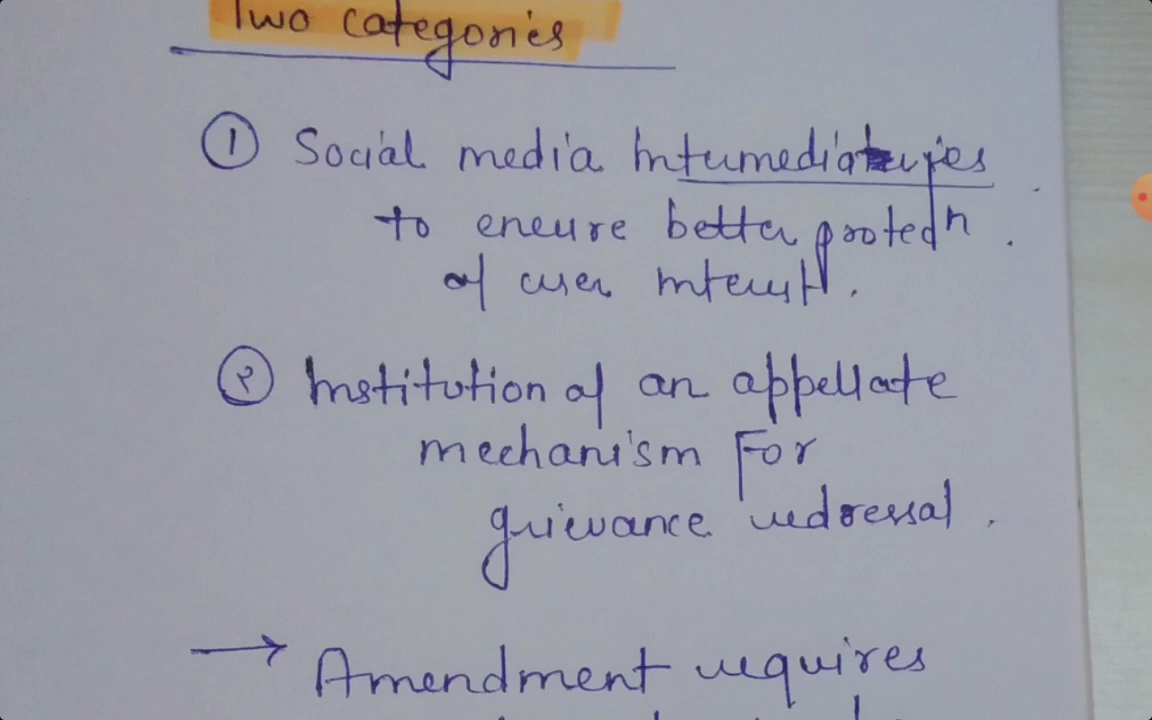 Two categories
① Social media Intermediaries
to eneure better protectn.
of user interest.
② Institution of an appellate
mechanism For
grievance redressal.
→ Amendment requires